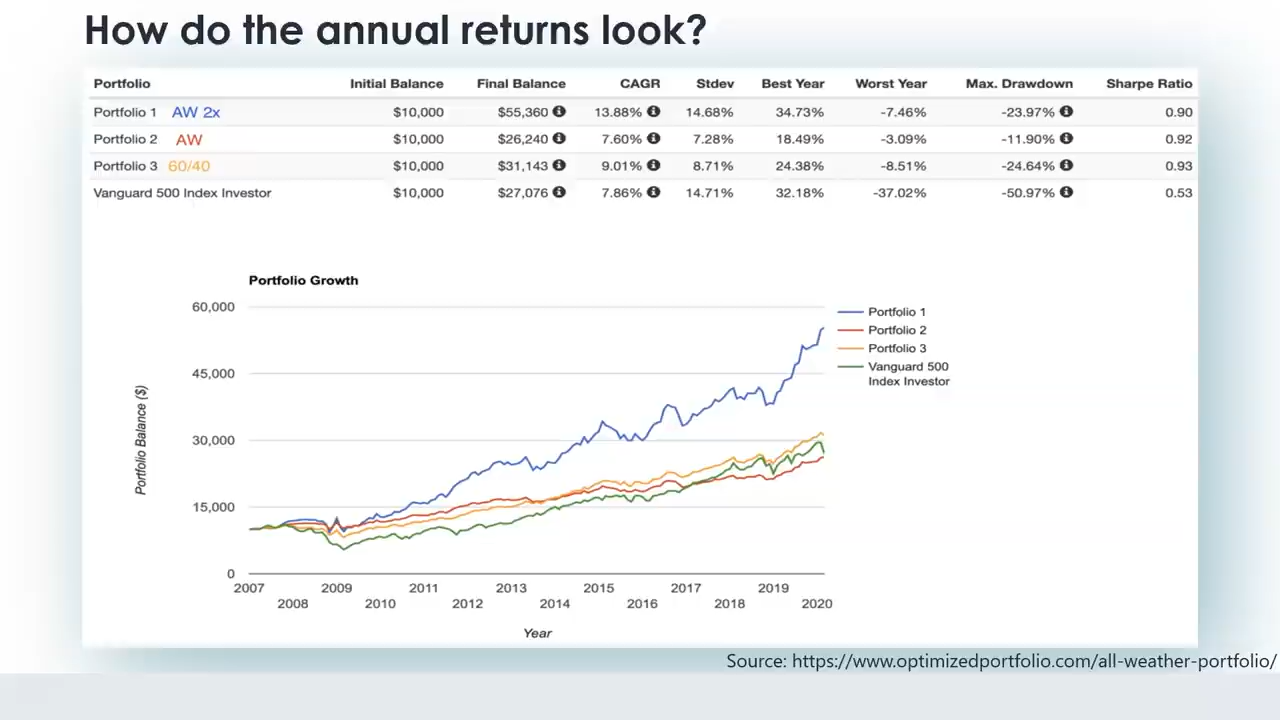 How do the annual returns look?
Portfolio Initial Balance Final Balance CAGR Stdev Best Year Worst Year Max. Drawdown Sharpe Ratio
Portfolio 1 AW 2x $10,000 $55,360 13.88% 14.68% 34.73% -7.46% -23.97% 0.90
Portfolio 2 AW $10,000 $26,240 7.60% 7.28% 18.49% -3.09% -11.90% 0.92
Portfolio 3 60/40 $10,000 $31,143 9.01% 8.71% 24.38% -8.51% -24.64% 0.93
Vanguard 500 Index Investor $10,000 $27,076 7.86% 14.71% 32.18% -37.02% -50.97% 0.53
Portfolio Growth
60,000
45,000
30,000
15,000
0
Portfolio Balance ($)
2007 2009 2011 2013 2015 2017 2019
2008 2010 2012 2014 2016 2018 2020
Year
Portfolio 1
Portfolio 2
Portfolio 3
Vanguard 500
Index Investor
Source: https://www.optimizedportfolio.com/all-weather-portfolio/